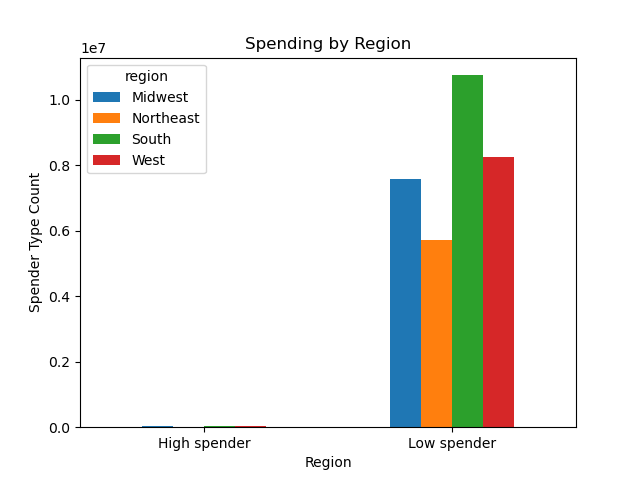 Spending by Region
1e7
region
Midwest
Northeast
South
West
1.0
0.8
0.6
0.4
0.2
0.0
Spender Type Count
High spender
Low spender
Region